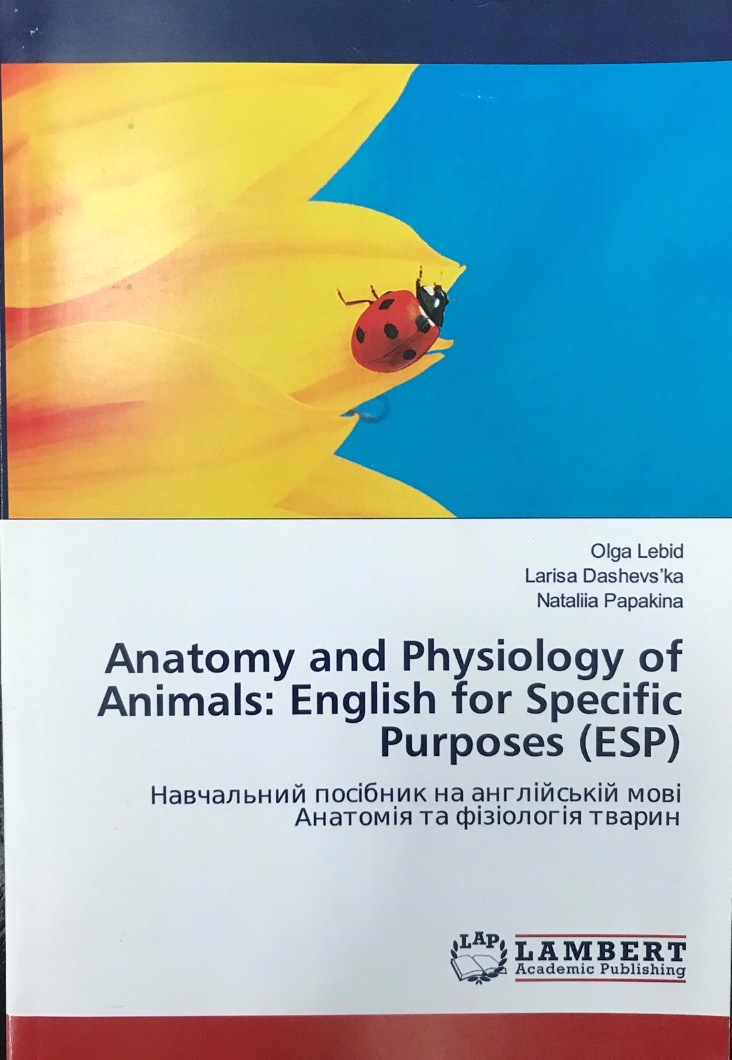 Olga Lebid
Larisa Dashevs'ka
Nataliia Papakina
Anatomy and Physiology of
Animals: English for Specific
Purposes (ESP)
Навчальний посібник на англійській мові
Анатомія та фізіологія тварин
LAP
LAMBERT
Academic Publishing